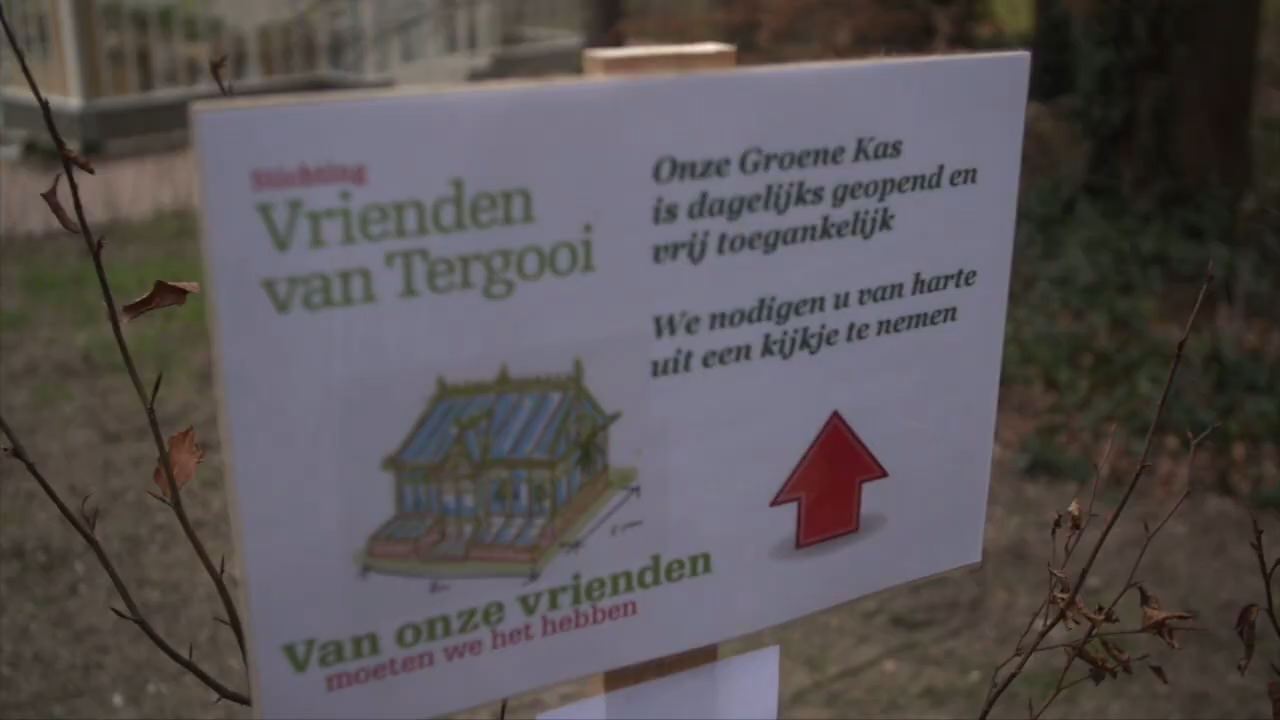 Stichting
Vrienden
van Tergooi
Onze Groene Kas
is dagelijks geopend en
vrij toegankelijk
We nodigen u van harte
uit een kijkje te nemen
Van onze vrienden
moeten we het hebben